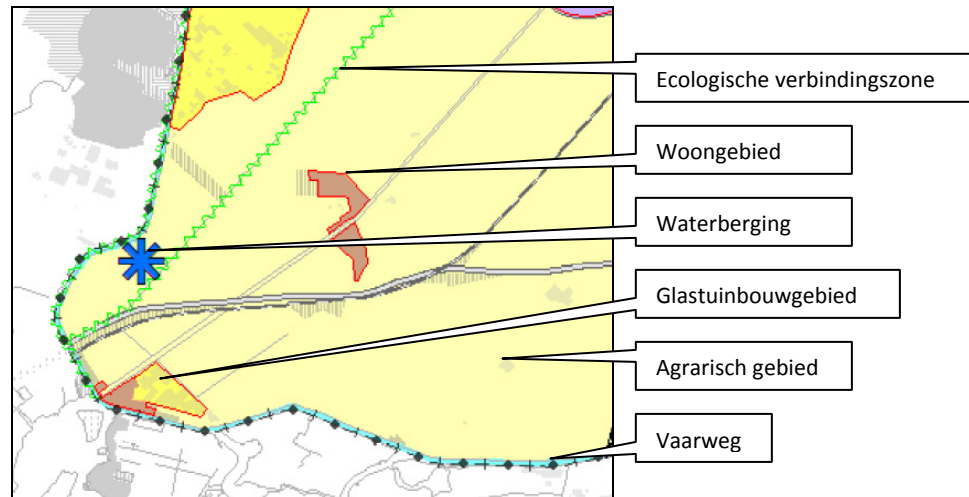 Ecologische verbindingszone
Woongebied
Waterberging
Glastuinbouwgebied
Agrarisch gebied
Vaarweg